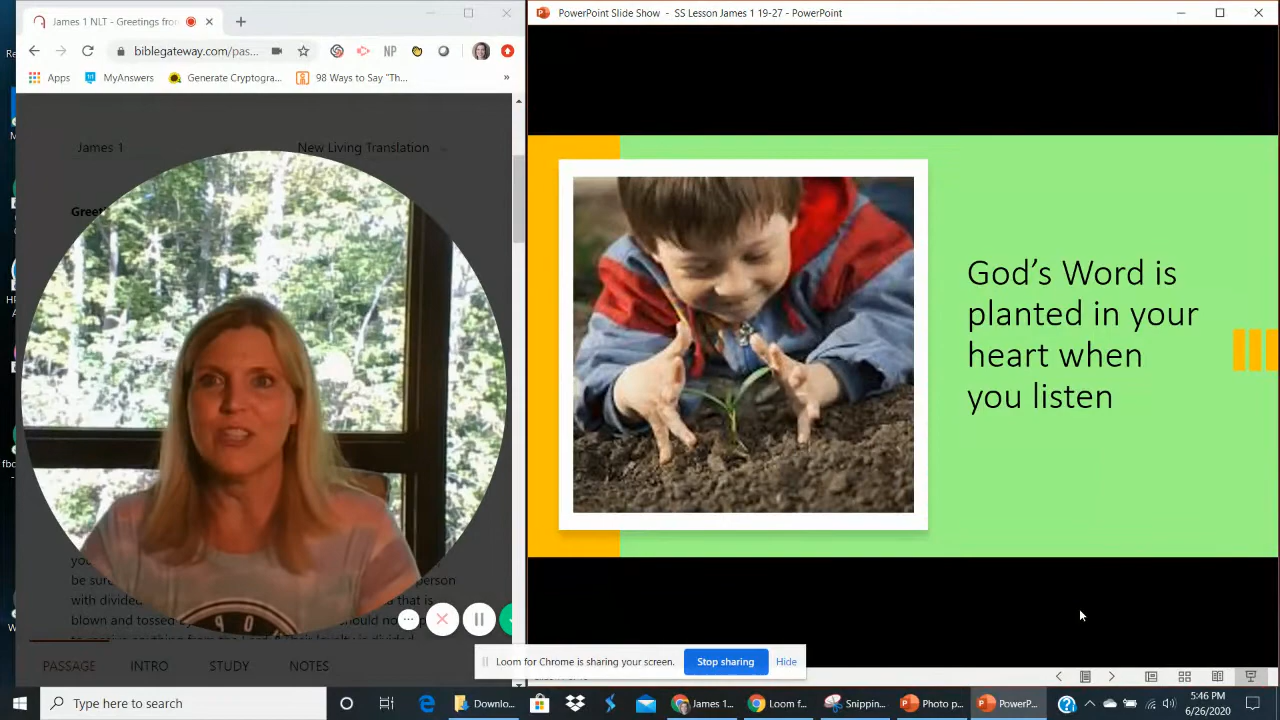 James 1 NLT - Greetings from
biblegateway.com/pas...
NP
Apps
MyAnswers
Generate Cryptogra...
98 Ways to Say "Th...
»
James 1
New Living Translation
be sure
person
with divided
that is
blown and tossed
should not
PASSAGE
INTRO
STUDY
NOTES
PowerPoint Slide Show - SS Lesson James 1 19-27 - PowerPoint
God's Word is
planted in your
heart when
you listen
Loom for Chrome is sharing your screen.
Stop sharing
Hide
Type here to search
Downlo...
James 1...
Loom f...
Snippin...
Photo p...
PowerP...
5:46 PM
6/26/2020